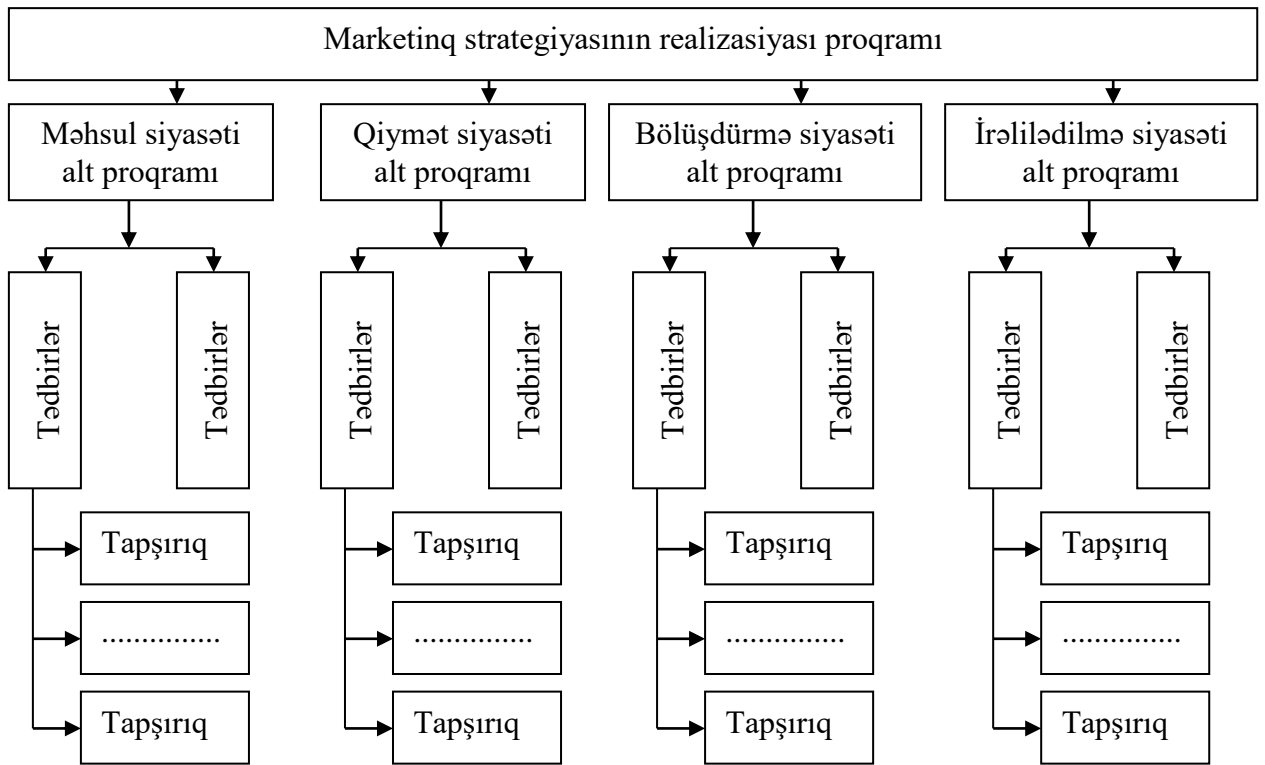 Marketinq strategiyasının realizasiyası proqramı
Məhsul siyasəti
alt proqramı
Qiymət siyasəti
alt proqramı
Bölüşdürmə siyasəti
alt proqramı
İrəlilədilmə siyasəti
alt proqramı
Tədbirlər
Tədbirlər
Tədbirlər
Tədbirlər
Tədbirlər
Tədbirlər
Tədbirlər
Tədbirlər
Tapşırıq
Tapşırıq
Tapşırıq
Tapşırıq
...............
...............
...............
...............
Tapşırıq
Tapşırıq
Tapşırıq
Tapşırıq